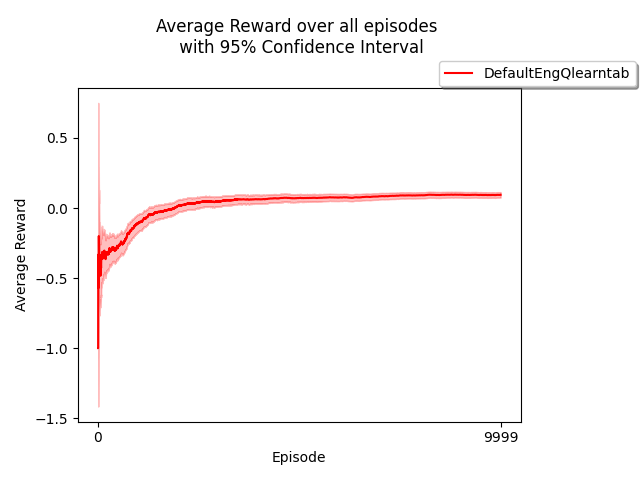 Average Reward over all episodes
with 95% Confidence Interval
DefaultEngQlearntab
0.5
0.0
−0.5
−1.0
−1.5
Average Reward
0
9999
Episode